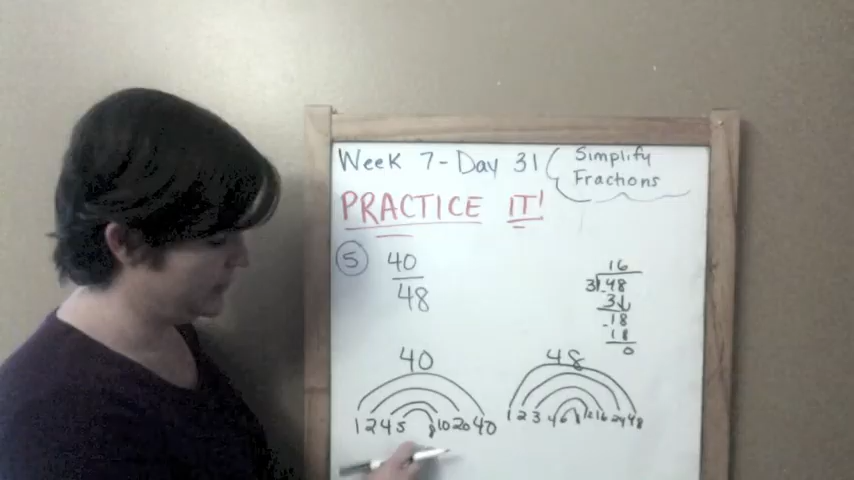 Week 7 - Day 31
Simplify
Fractions
PRACTICE IT!
5
40
48
16
3 48
3
-18
18
0
40
1 2 4 5 8 10 20 40
48
1 2 3 4 6 8 12 16 24 48